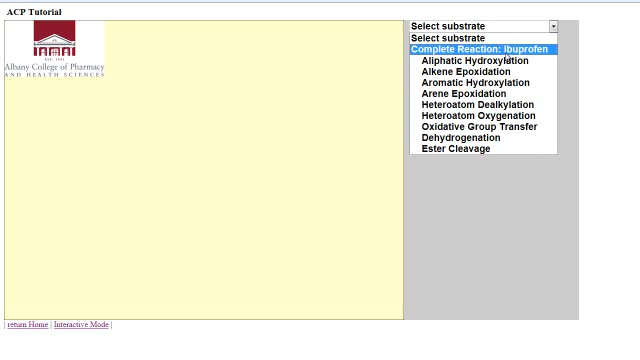 ACP Tutorial
EST. 1881
Albany College of Pharmacy
AND HEALTH SCIENCES
Select substrate
Select substrate
Complete Reaction: Ibuprofen
Aliphatic Hydroxylation
Alkene Epoxidation
Aromatic Hydroxylation
Arene Epoxidation
Heteroatom Dealkylation
Heteroatom Oxygenation
Oxidative Group Transfer
Dehydrogenation
Ester Cleavage
| return Home | Interactive Mode |